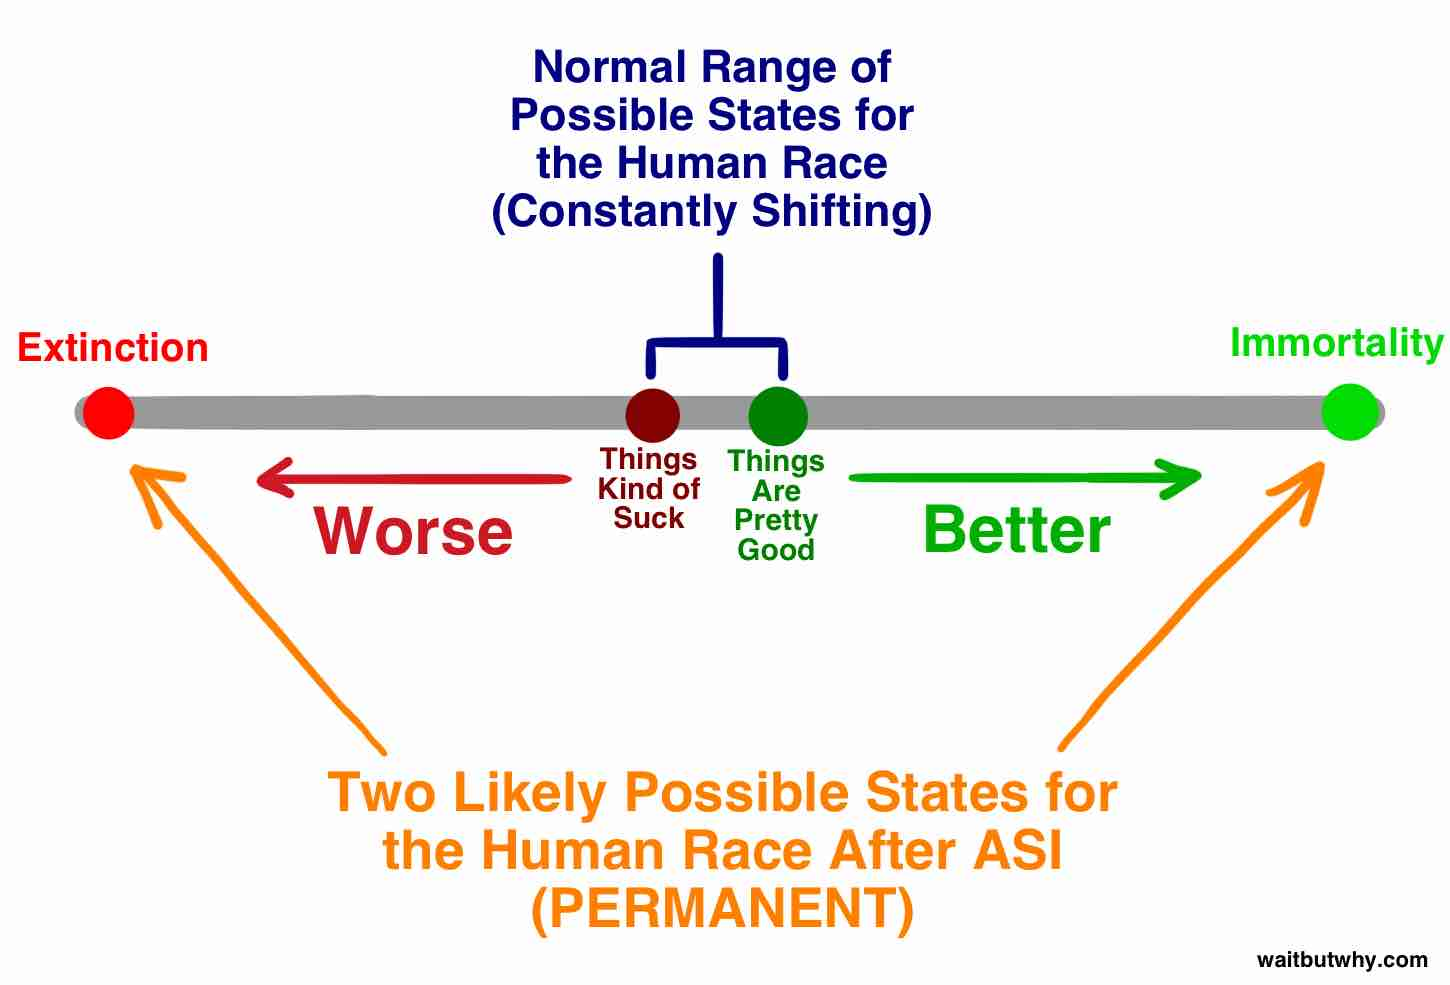 Normal Range of
Possible States for
the Human Race
(Constantly Shifting)
Extinction
Immortality
Things
Kind of
Suck
Things
Are
Pretty
Good
Worse
Better
Two Likely Possible States for
the Human Race After ASI
(PERMANENT)
waitbutwhy.com